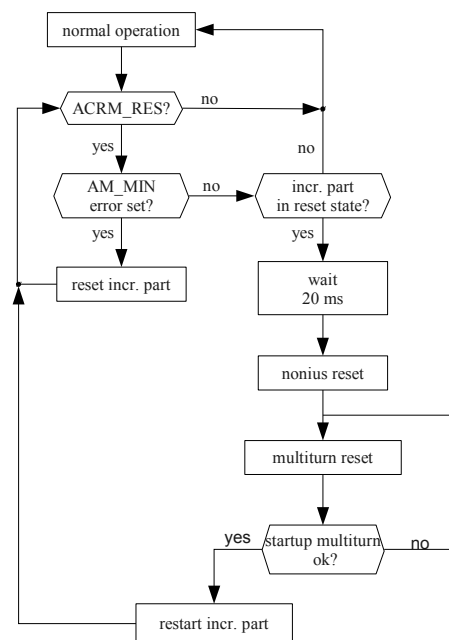 normal operation
ACRM_RES?
no
yes
no
AM_MIN
error set?
no
incr. part
in reset state?
yes
yes
reset incr. part
wait
20 ms
nonius reset
multiturn reset
yes
startup multiturn
ok?
no
restart incr. part